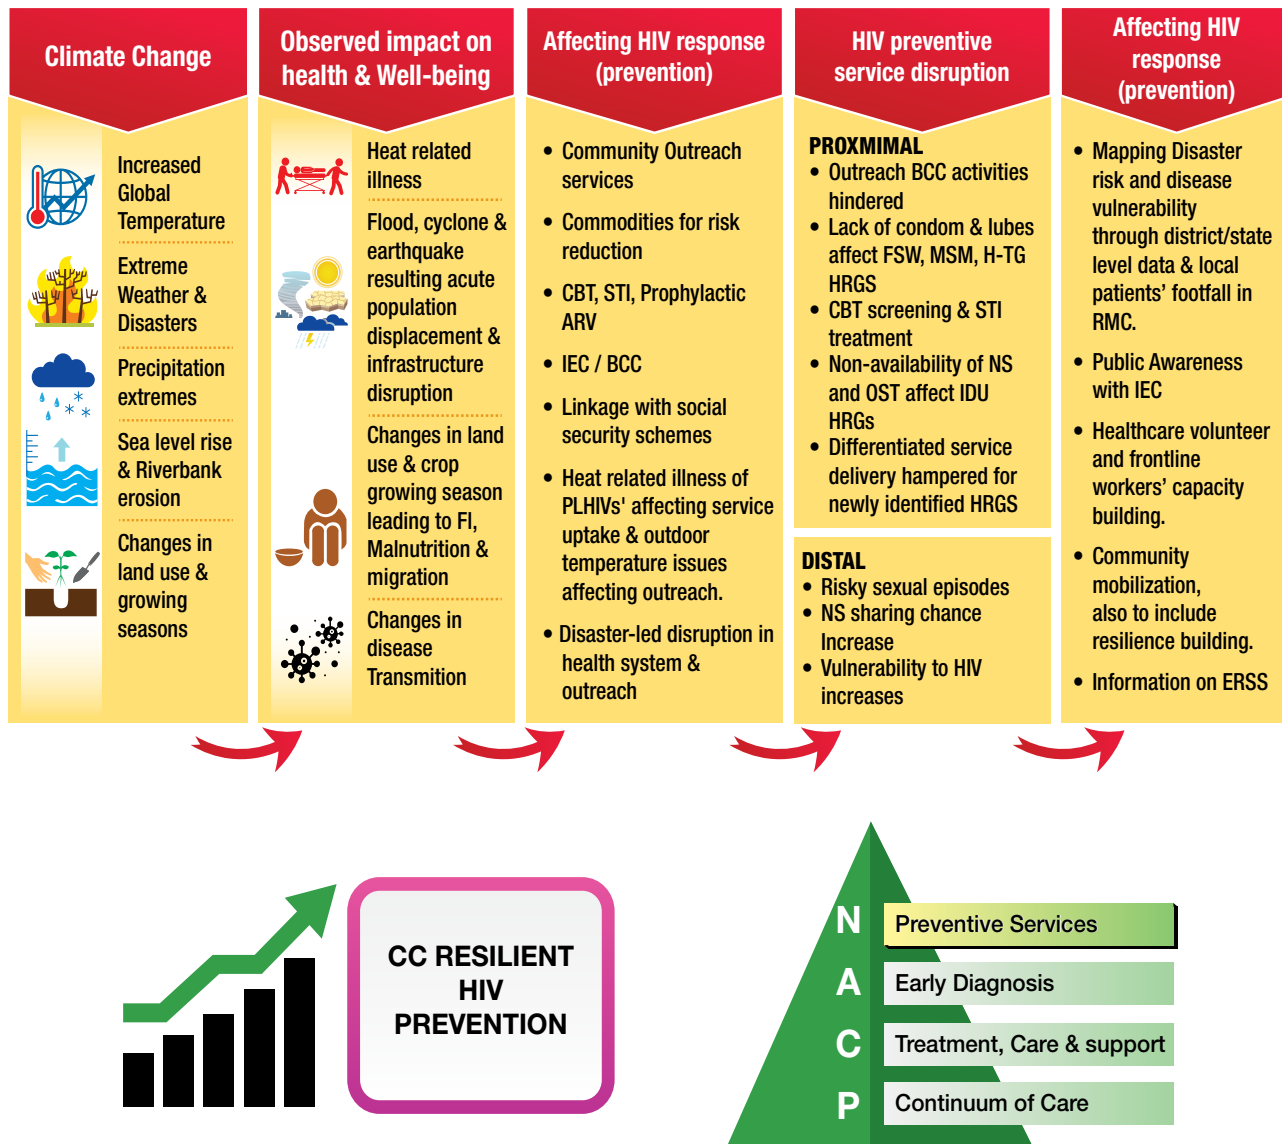 Climate Change
Increased
Global
Temperature
Extreme
Weather &
Disasters
Precipitation
extremes
Sea level rise
& Riverbank
erosion
Changes in
land use &
growing
seasons
Observed impact on
health & Well-being
Heat related
illness
Flood, cyclone &
earthquake
resulting acute
population
displacement &
infrastructure
disruption
Changes in land
use & crop
growing season
leading to FI,
Malnutrition &
migration
Changes in
disease
Transmition
Affecting HIV response
(prevention)
• Community Outreach
services
• Commodities for risk
reduction
• CBT, STI, Prophylactic
ARV
• IEC / BCC
• Linkage with social
security schemes
• Heat related illness of
PLHIVs' affecting service
uptake & outdoor
temperature issues
affecting outreach.
• Disaster-led disruption in
health system &
outreach
HIV preventive
service disruption
PROXMIMAL
• Outreach BCC activities
hindered
• Lack of condom & lubes
affect FSW, MSM, H-TG
HRGS
• CBT screening & STI
treatment
• Non-availability of NS
and OST affect IDU
HRGs
• Differentiated service
delivery hampered for
newly identified HRGS
DISTAL
• Risky sexual episodes
• NS sharing chance
Increase
• Vulnerability to HIV
increases
Affecting HIV
response
(prevention)
• Mapping Disaster
risk and disease
vulnerability
through district/state
level data & local
patients’ footfall in
RMC.
• Public Awareness
with IEC
• Healthcare volunteer
and frontline
workers’ capacity
building.
• Community
mobilization,
also to include
resilience building.
• Information on ERSS
CC RESILIENT
HIV
PREVENTION
N Preventive Services
A Early Diagnosis
C Treatment, Care & support
P Continuum of Care